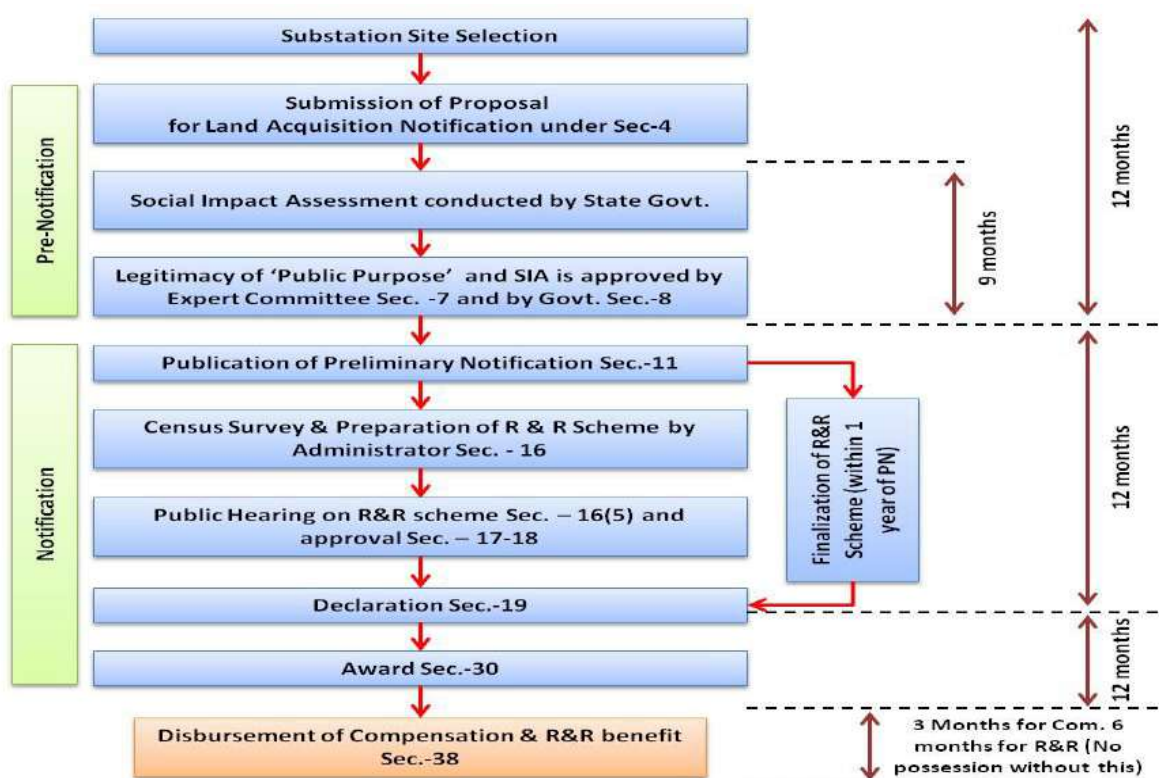 Substation Site Selection
Pre-Notification
Submission of Proposal
for Land Acquisition Notification under Sec-4
Social Impact Assessment conducted by State Govt.
Legitimacy of ‘Public Purpose’ and SIA is approved by
Expert Committee Sec. -7 and by Govt. Sec.-8
9 months
12 months
Notification
Publication of Preliminary Notification Sec.-11
Census Survey & Preparation of R & R Scheme by
Administrator Sec. - 16
Public Hearing on R&R scheme Sec. – 16(5) and
approval Sec. – 17-18
Declaration Sec.-19
Finalization of R&R
Scheme (within 1
year of PN)
12 months
Award Sec.-30
12 months
Disbursement of Compensation & R&R benefit
Sec.-38
3 Months for Com. 6
months for R&R (No
possession without this)